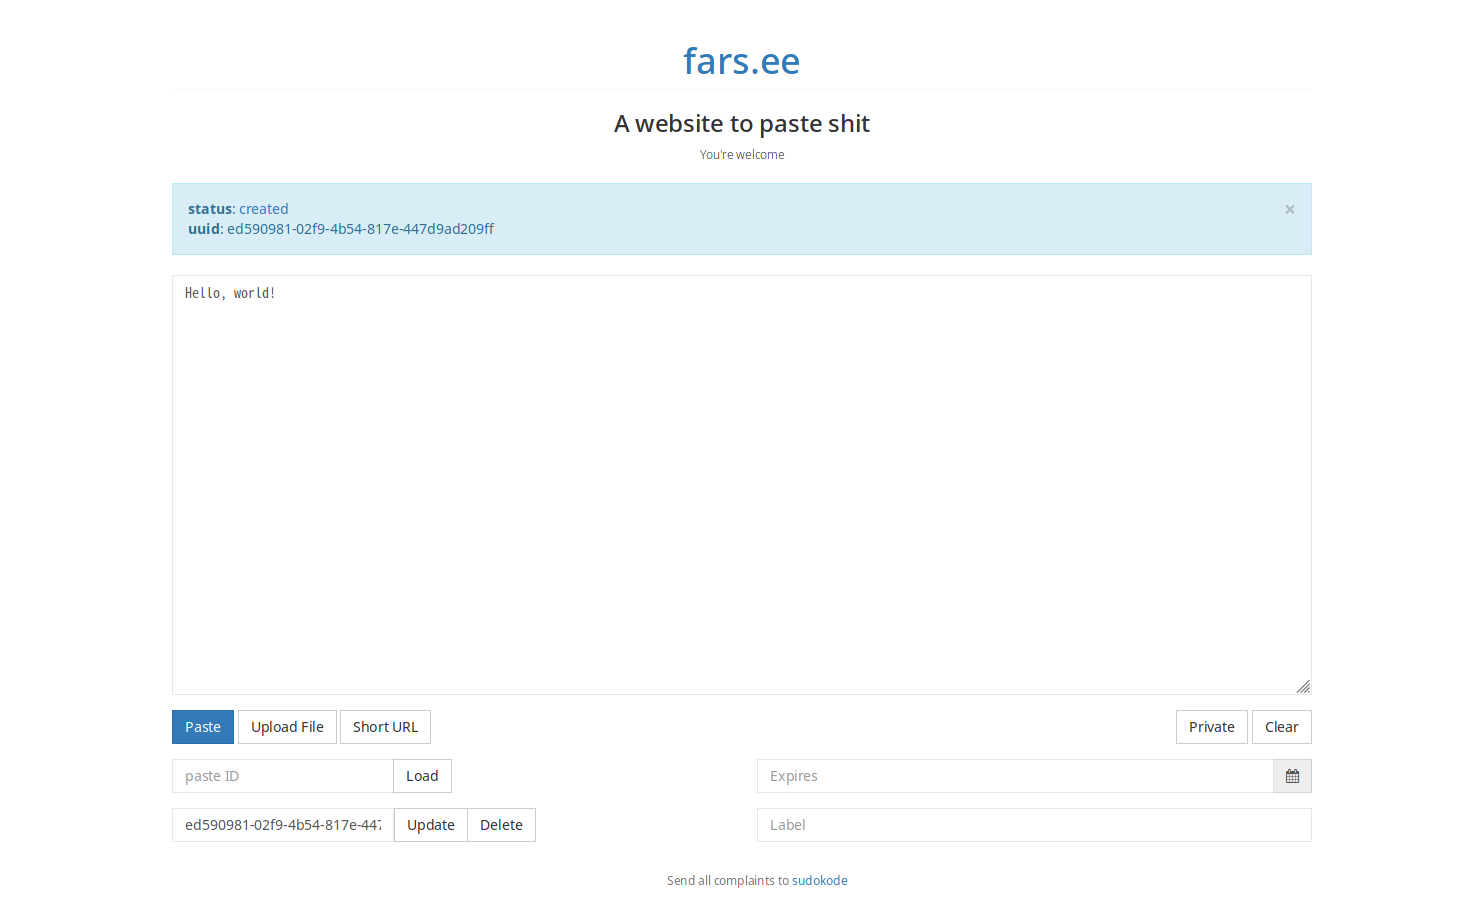 fars.ee
A website to paste shit
You're welcome
status: created
×
uuid: ed590981-02f9-4b54-817e-447d9ad209ff
Hello, world!
Paste Upload File Short URL Private Clear
paste ID Load Expires
ed590981-02f9-4b54-817e-447 Update Delete Label
Send all complaints to sudokode